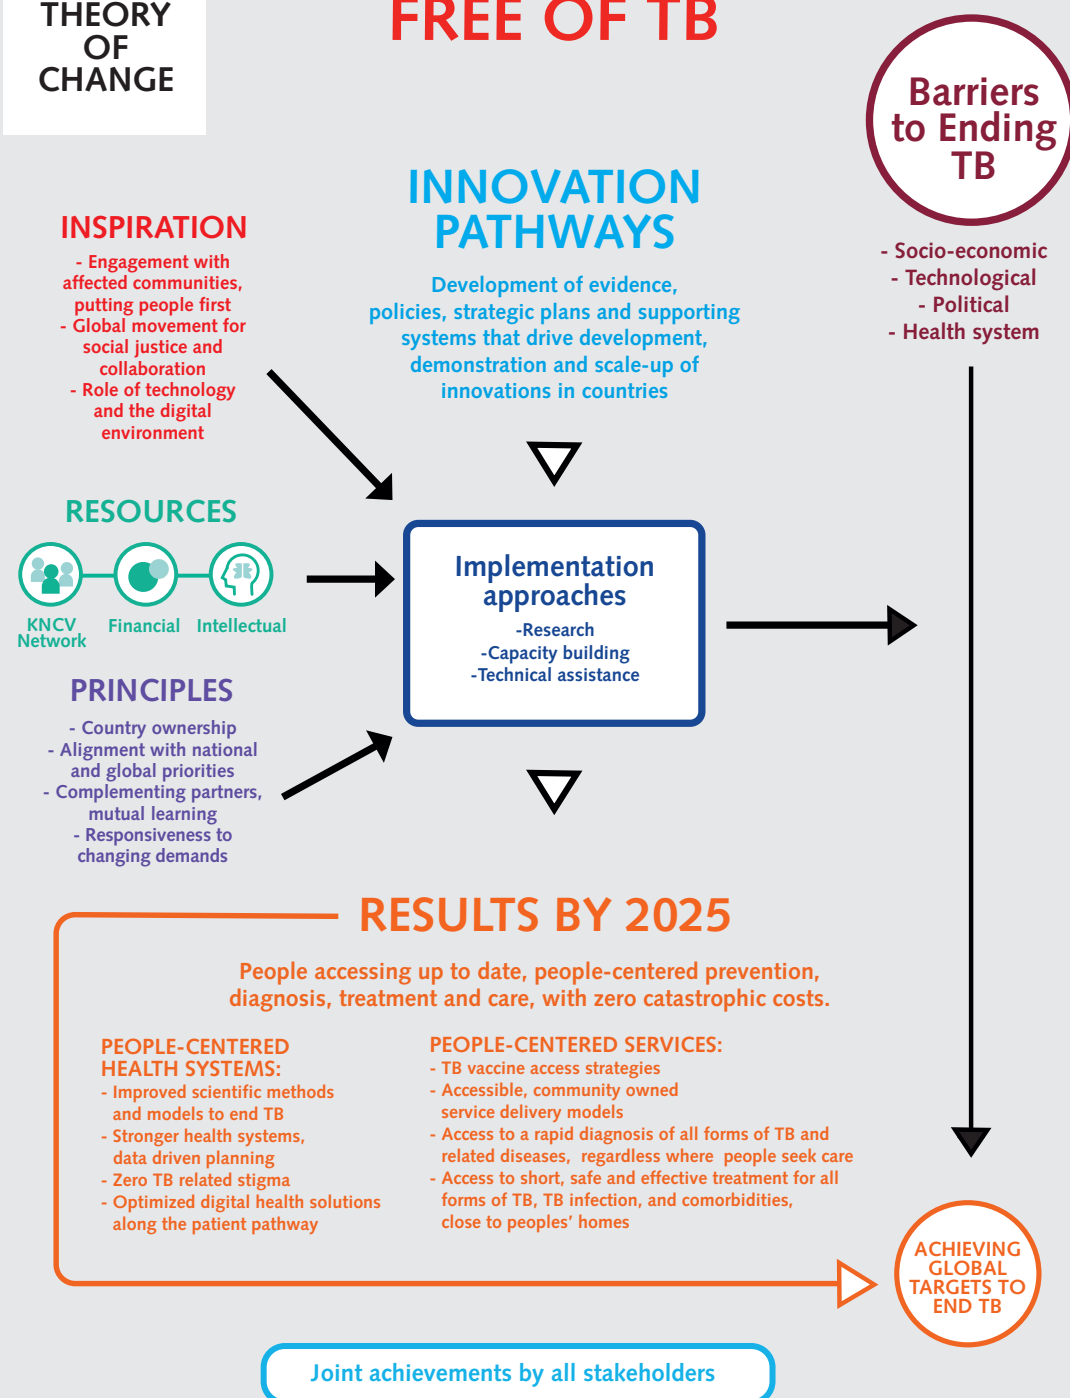 THEORY
OF
CHANGE
FREE OF TB
Barriers
to Ending
TB
- Socio-economic
- Technological
- Political
- Health system
INNOVATION
PATHWAYS
Development of evidence,
policies, strategic plans and supporting
systems that drive development,
demonstration and scale-up of
innovations in countries
INSPIRATION
- Engagement with
affected communities,
putting people first
- Global movement for
social justice and
collaboration
- Role of technology
and the digital
environment
RESOURCES
KNCV
Network
Financial
Intellectual
PRINCIPLES
- Country ownership
- Alignment with national
and global priorities
- Complementing partners,
mutual learning
- Responsiveness to
changing demands
Implementation
approaches
-Research
-Capacity building
-Technical assistance
RESULTS BY 2025
People accessing up to date, people-centered prevention,
diagnosis, treatment and care, with zero catastrophic costs.
PEOPLE-CENTERED
HEALTH SYSTEMS:
- Improved scientific methods
and models to end TB
- Stronger health systems,
data driven planning
- Zero TB related stigma
- Optimized digital health solutions
along the patient pathway
PEOPLE-CENTERED SERVICES:
- TB vaccine access strategies
- Accessible, community owned
service delivery models
- Access to a rapid diagnosis of all forms of TB and
related diseases, regardless where people seek care
- Access to short, safe and effective treatment for all
forms of TB, TB infection, and comorbidities,
close to peoples' homes
ACHIEVING
GLOBAL
TARGETS TO
END TB
Joint achievements by all stakeholders